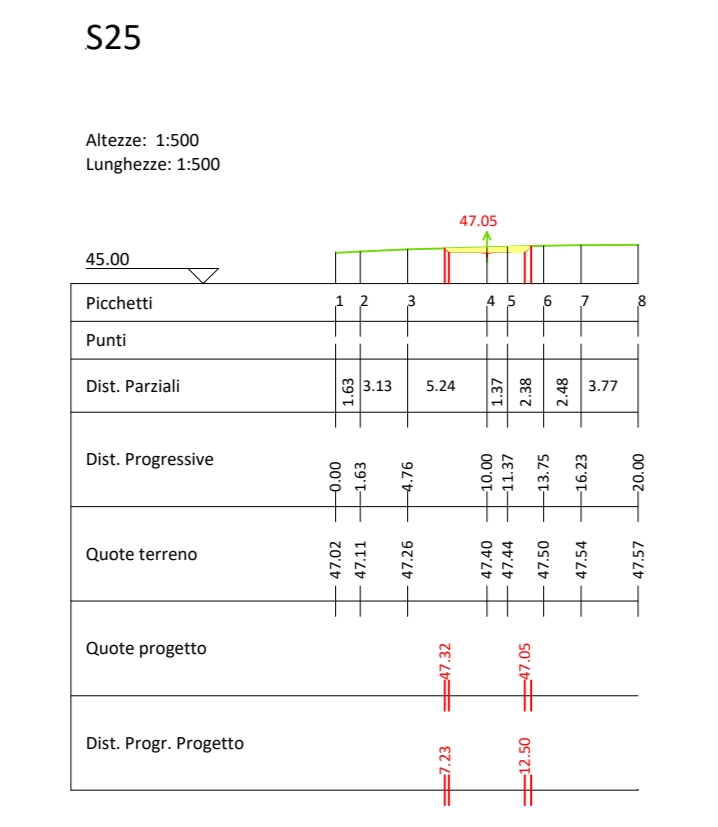 S25
Altezze: 1:500
Lunghezze: 1:500
47.05
45.00
Picchetti 1 2 3 4 5 6 7 8
Punti
Dist. Parziali 1.63 3.13 5.24 1.37 2.38 2.48 3.77
Dist. Progressive 0.00 1.63 4.76 10.00 11.37 13.75 16.23 20.00
Quote terreno 47.02 47.11 47.26 47.40 47.44 47.50 47.54 47.57
Quote progetto 47.32 47.05
Dist. Progr. Progetto 7.23 12.50